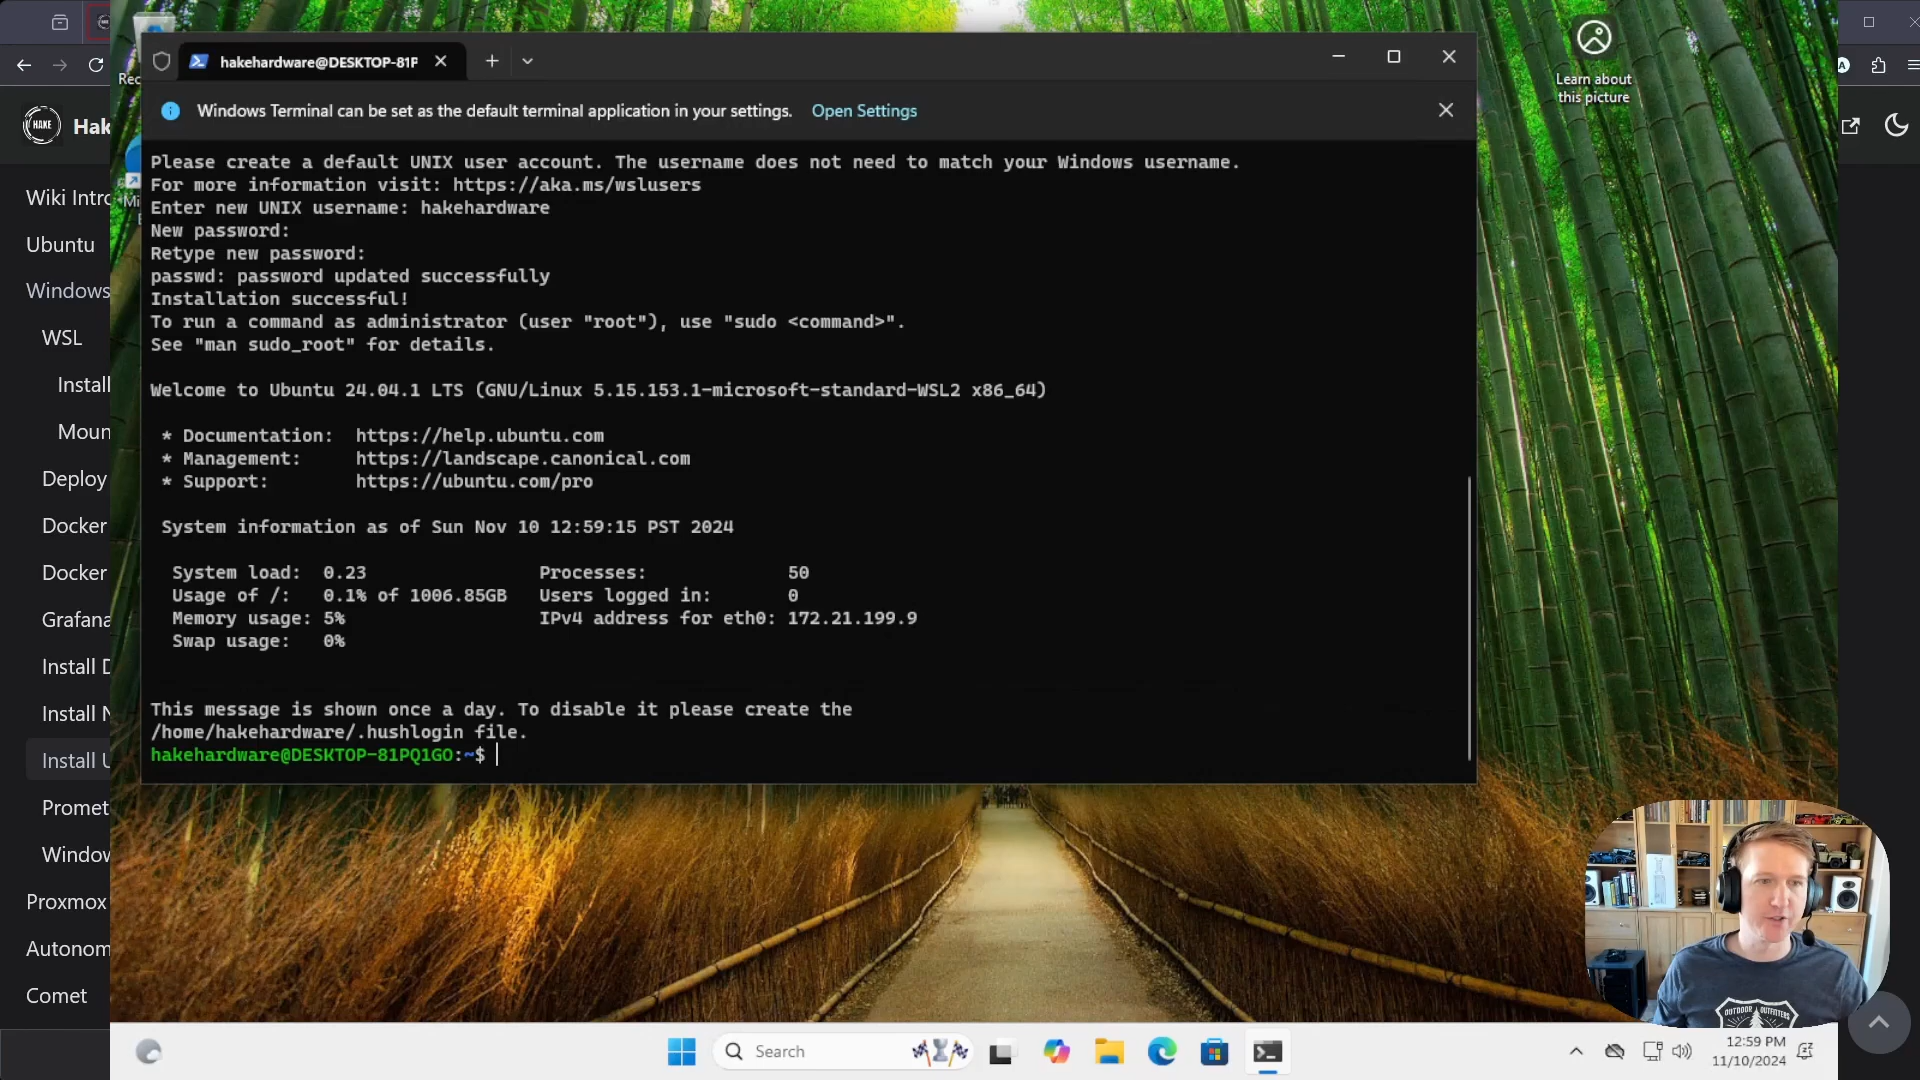 hakehardware@DESKTOP-81P
Windows Terminal can be set as the default terminal application in your settings. Open Settings
Please create a default UNIX user account. The username does not need to match your Windows username.
For more information visit: https://aka.ms/wslusers
Enter new UNIX username: hakehardware
New password:
Retype new password:
passwd: password updated successfully
Installation successful!
To run a command as administrator (user "root"), use "sudo <command>".
See "man sudo_root" for details.
Welcome to Ubuntu 24.04.1 LTS (GNU/Linux 5.15.153.1-microsoft-standard-WSL2 x86_64)
* Documentation: https://help.ubuntu.com
* Management: https://landscape.canonical.com
* Support: https://ubuntu.com/pro
System information as of Sun Nov 10 12:59:15 PST 2024
System load: 0.23 Processes: 50
Usage of /: 0.1% of 1006.85GB Users logged in: 0
Memory usage: 5% IPv4 address for eth0: 172.21.199.9
Swap usage: 0%
This message is shown once a day. To disable it please create the
/home/hakehardware/.hushlogin file.
hakehardware@DESKTOP-81PQ1GO:~$
Rec
Learn about
this picture
HAKE
Hak
Wiki Intro
Ubuntu
Windows
WSL
Install
Moun
Deploy
Docker
Docker
Grafana
Install D
Install N
Install U
Promet
Window
Proxmox
Autonom
Comet
Mi
OUTDOOR OUTFITTERS
Search
12:59 PM
11/10/2024